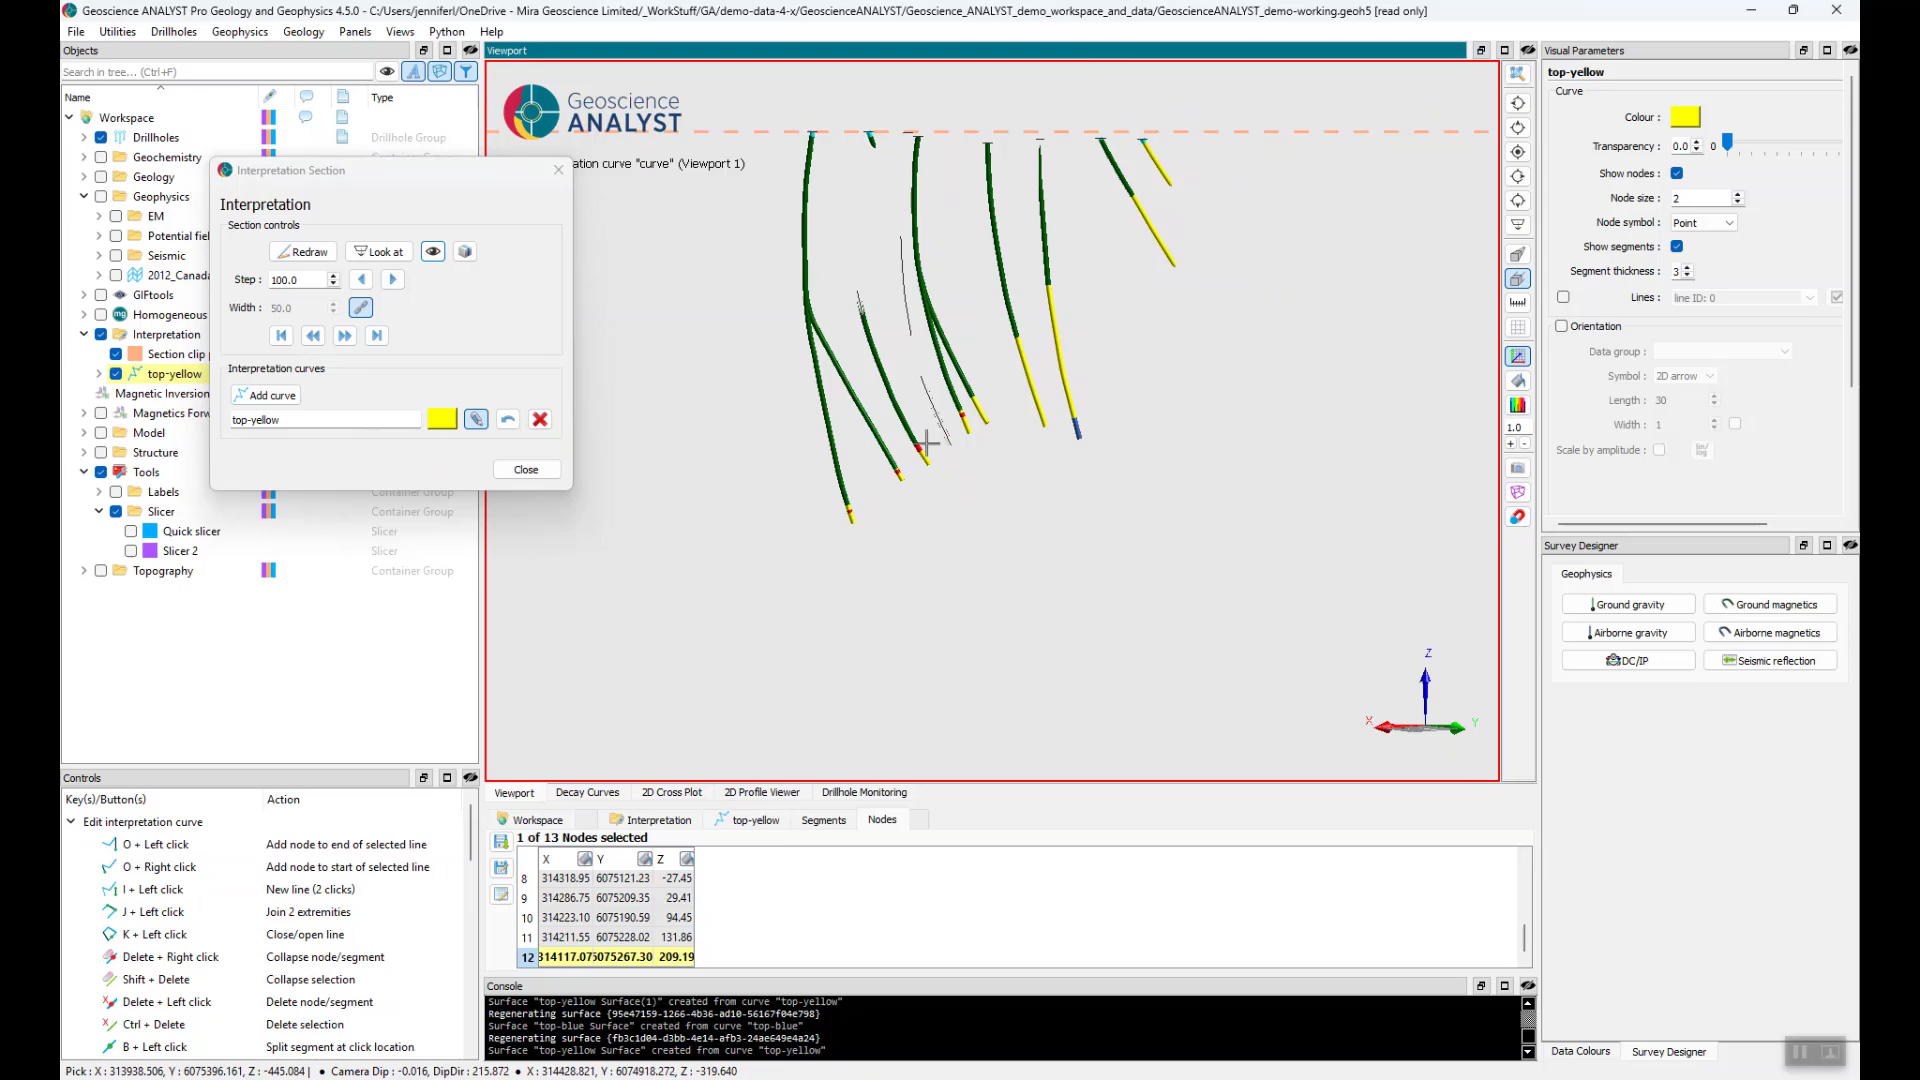 Geoscience ANALYST Pro Geology and Geophysics 4.5.0 - C:/Users/jenniferl/OneDrive - Mira Geoscience Limited/_WorkStuff/GA/demo-data-4-x/GeoscienceANALYST/Geoscience_ANALYST_demo_workspace_and_data/GeoscienceANALYST_demo-working.geoh5 [read only]
File Utilities Drillholes Geophysics Geology Panels Views Python Help
Objects
Search in tree... (Ctrl+F)
Name Type
Workspace
Drillholes Drillhole Group
Geochemistry
Geology
Geophysics
EM
Potential fiel
Seismic
2012_Canada
GIFtools
Homogeneous
Interpretation
Section clip p
top-yellow
Magnetic Inversion
Magnetics Forw
Model
Structure
Tools
Labels Container Group
Slicer Container Group
Quick slicer Slicer
Slicer 2 Slicer
Topography Container Group
Interpretation Section
Interpretation
Section controls
Redraw Look at
Step : 100.0
Width : 50.0
Interpretation curves
Add curve
top-yellow
Close
Viewport
Geoscience
ANALYST
ation curve "curve" (Viewport 1)
Z
X Y
1.0
+ -
Viewport Decay Curves 2D Cross Plot 2D Profile Viewer Drillhole Monitoring
Workspace Interpretation top-yellow Segments Nodes
1 of 13 Nodes selected
X Y Z
8 314318.95 6075121.23 -27.45
9 314286.75 6075209.35 29.41
10 314223.10 6075190.59 94.45
11 314211.55 6075228.02 131.86
12 209.19
Console
Surface "top-yellow Surface(1)" created from curve "top-yellow"
Regenerating surface {95e47159-1266-4b36-ad10-56167f04e798}
Surface "top-blue Surface" created from curve "top-blue"
Regenerating surface {fb3c1d04-d3bb-4e14-afb3-24ae649e4a24}
Surface "top-yellow Surface" created from curve "top-yellow"
Controls
Key(s)/Button(s) Action
Edit interpretation curve
O + Left click Add node to end of selected line
O + Right click Add node to start of selected line
I + Left click New line (2 clicks)
J + Left click Join 2 extremities
K + Left click Close/open line
Delete + Right click Collapse node/segment
Shift + Delete Collapse selection
Delete + Left click Delete node/segment
Ctrl + Delete Delete selection
B + Left click Split segment at click location
Visual Parameters
top-yellow
Curve
Colour :
Transparency : 0.0 0
Show nodes :
Node size : 2
Node symbol : Point
Show segments :
Segment thickness : 3
Lines : line ID: 0
Orientation
Data group :
Symbol : 2D arrow
Length : 30
Width : 1
Scale by amplitude : lin/log
Survey Designer
Geophysics
Ground gravity Ground magnetics
Airborne gravity Airborne magnetics
DC/IP Seismic reflection
Data Colours Survey Designer
Pick : X : 313938.506, Y : 6075396.161, Z : -445.084 | ● Camera Dip : -0.016, DipDir : 215.872 ● X : 314428.821, Y : 6074918.272, Z : -319.640